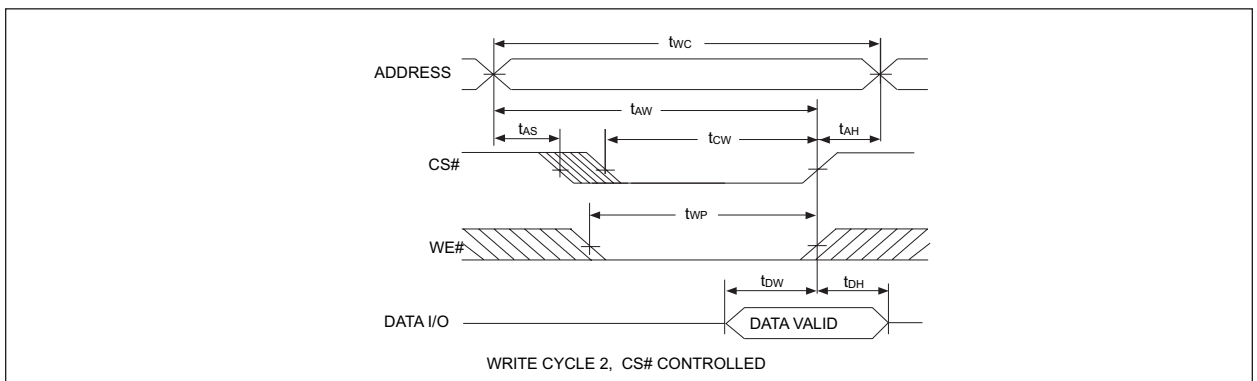 tWC
ADDRESS
tAW
tAS
tCW
tAH
CS#
tWP
WE#
tDW
tDH
DATA I/O
DATA VALID
WRITE CYCLE 2, CS# CONTROLLED